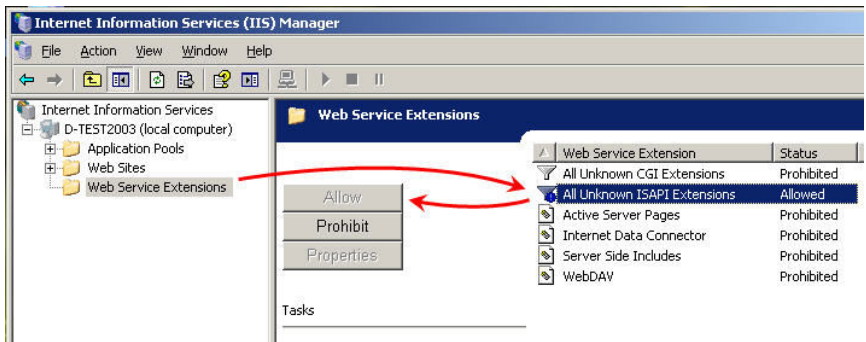 Internet Information Services (IIS) Manager
File Action View Window Help
Internet Information Services
D-TEST2003 (local computer)
Application Pools
Web Sites
Web Service Extensions
Web Service Extensions
Allow
Prohibit
Properties
Tasks
Web Service Extension Status
All Unknown CGI Extensions Prohibited
All Unknown ISAPI Extensions Allowed
Active Server Pages Prohibited
Internet Data Connector Prohibited
Server Side Includes Prohibited
WebDAV Prohibited